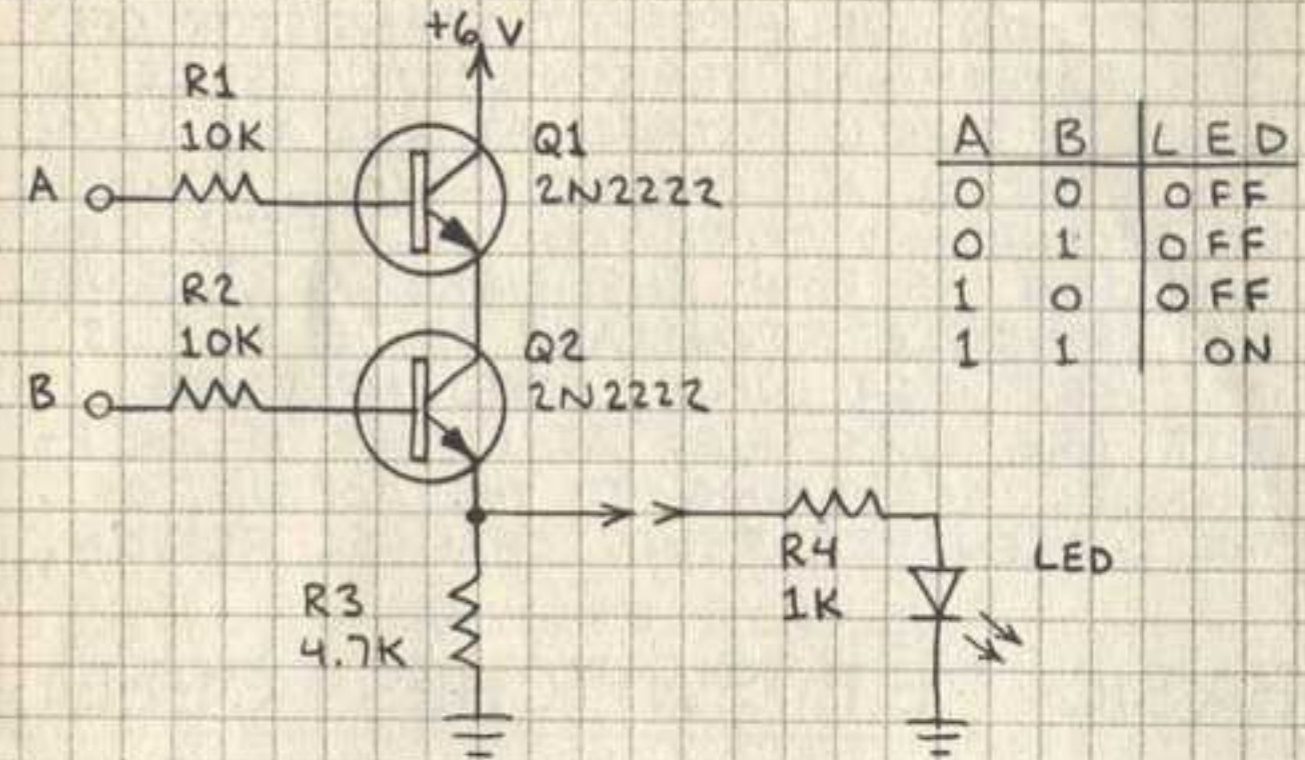 +6 V
R1
10K
A
Q1
2N2222
R2
10K
B
Q2
2N2222
R3
4.7K
R4
1K
LED
A B LED
0 0 OFF
0 1 OFF
1 0 OFF
1 1 ON